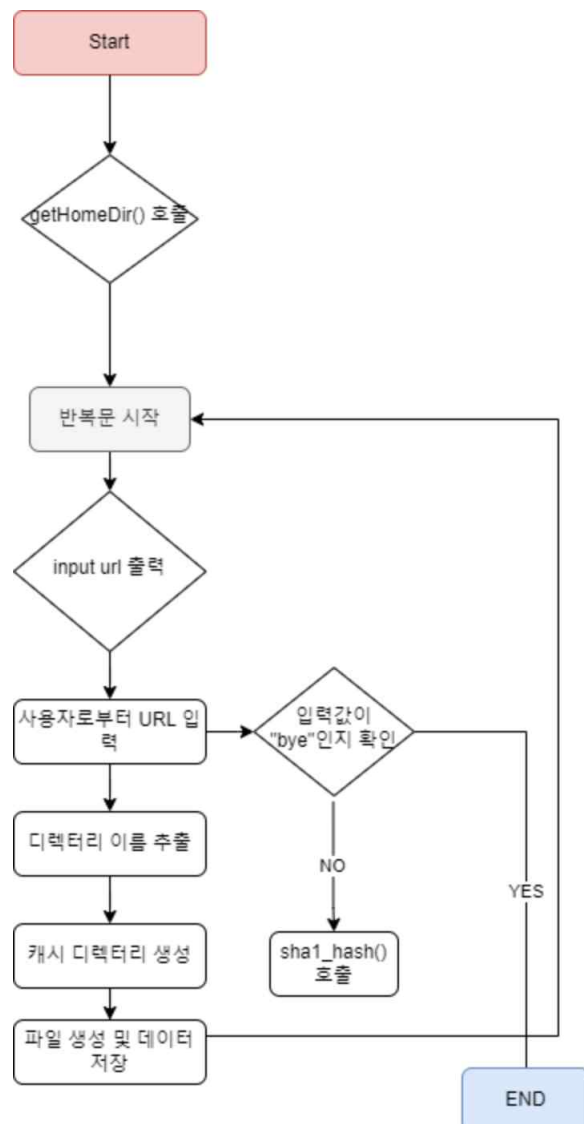 Start
getHomeDir() 호출
반복문 시작
input url 출력
사용자로부터 URL 입
력
입력값이
"bye"인지 확인
디렉터리 이름 추출
NO
YES
캐시 디렉터리 생성
sha1_hash()
호출
파일 생성 및 데이터
저장
END